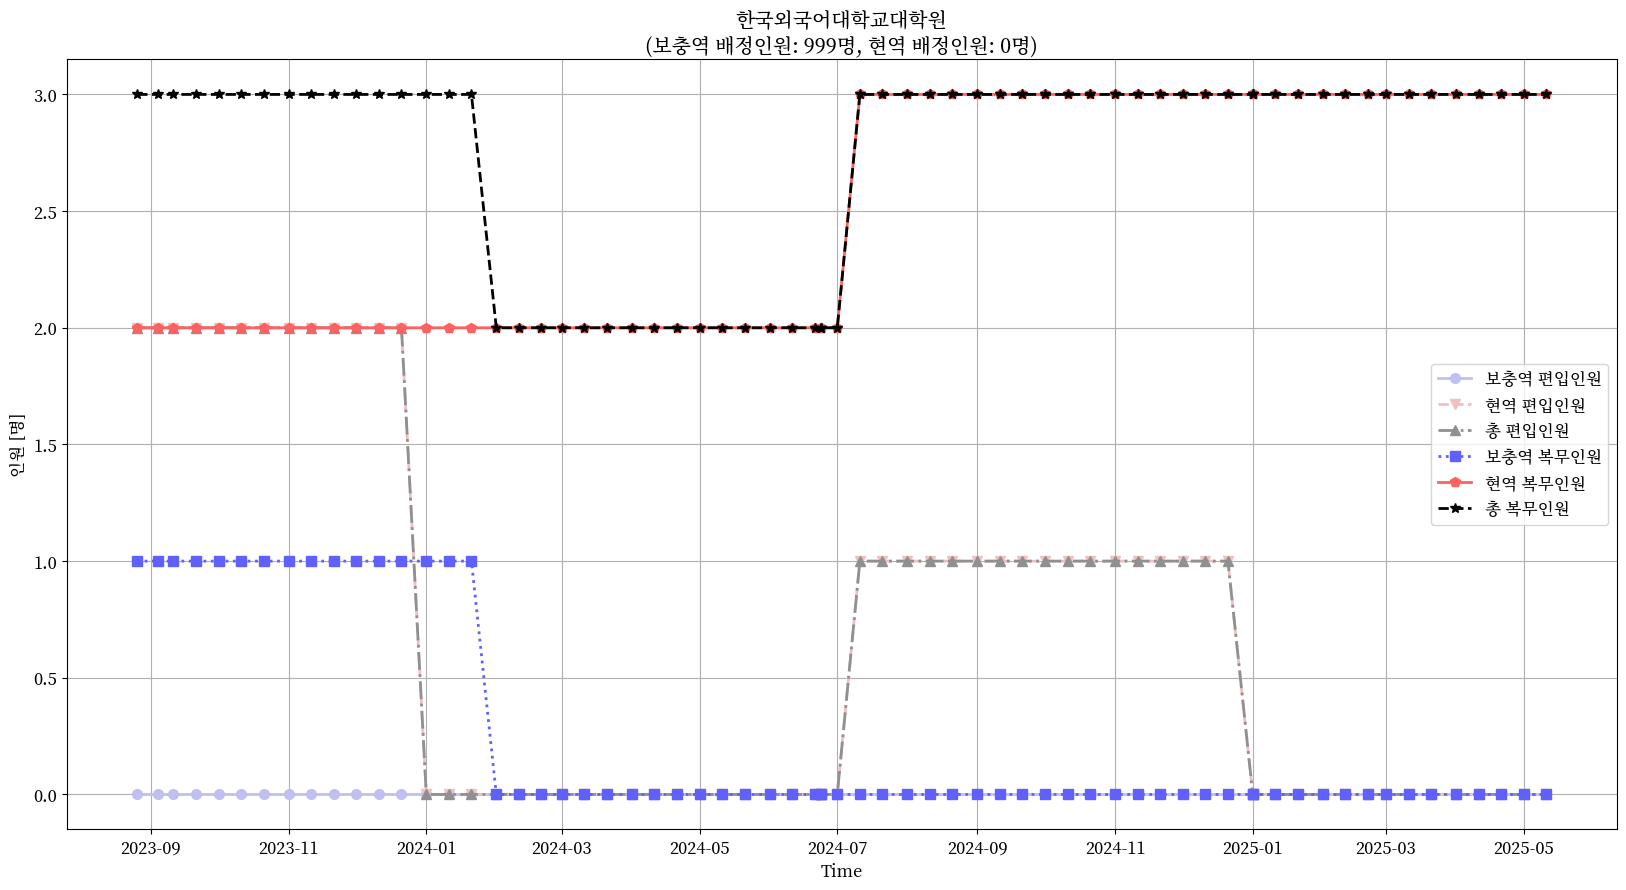 한국외국어대학교대학원
(보충역 배정인원: 999명, 현역 배정인원: 0명)
3.0
2.5
2.0
1.5
1.0
0.5
0.0
인원 [명]
보충역 편입인원
현역 편입인원
총 편입인원
보충역 복무인원
현역 복무인원
총 복무인원
2023-09 2023-11 2024-01 2024-03 2024-05 2024-07 2024-09 2024-11 2025-01 2025-03 2025-05
Time